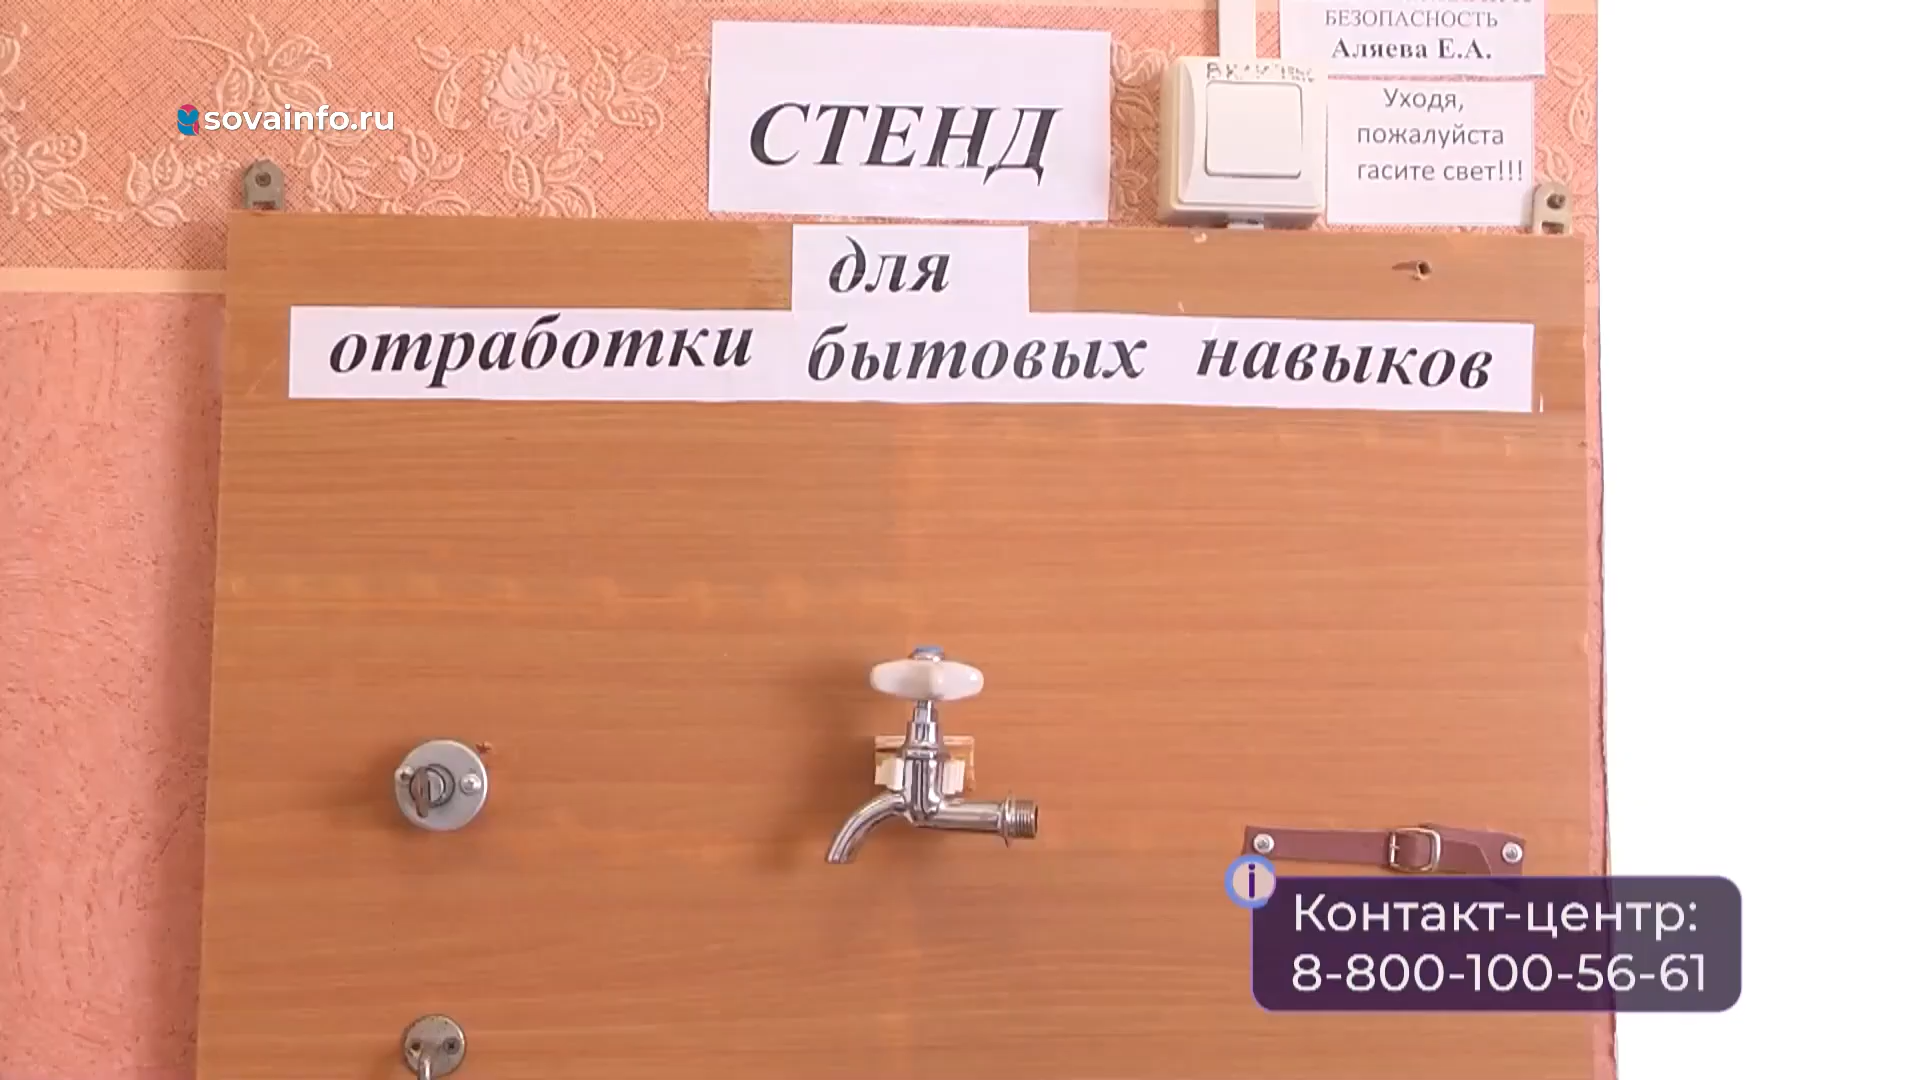 sovainfo.ru
БЕЗОПАСНОСТЬ
Аляева Е.А.
Уходя,
пожалуйста
гасите свет!!!
СТЕНД
для
отработки бытовых навыков
i
Контакт-центр:
8-800-100-56-61